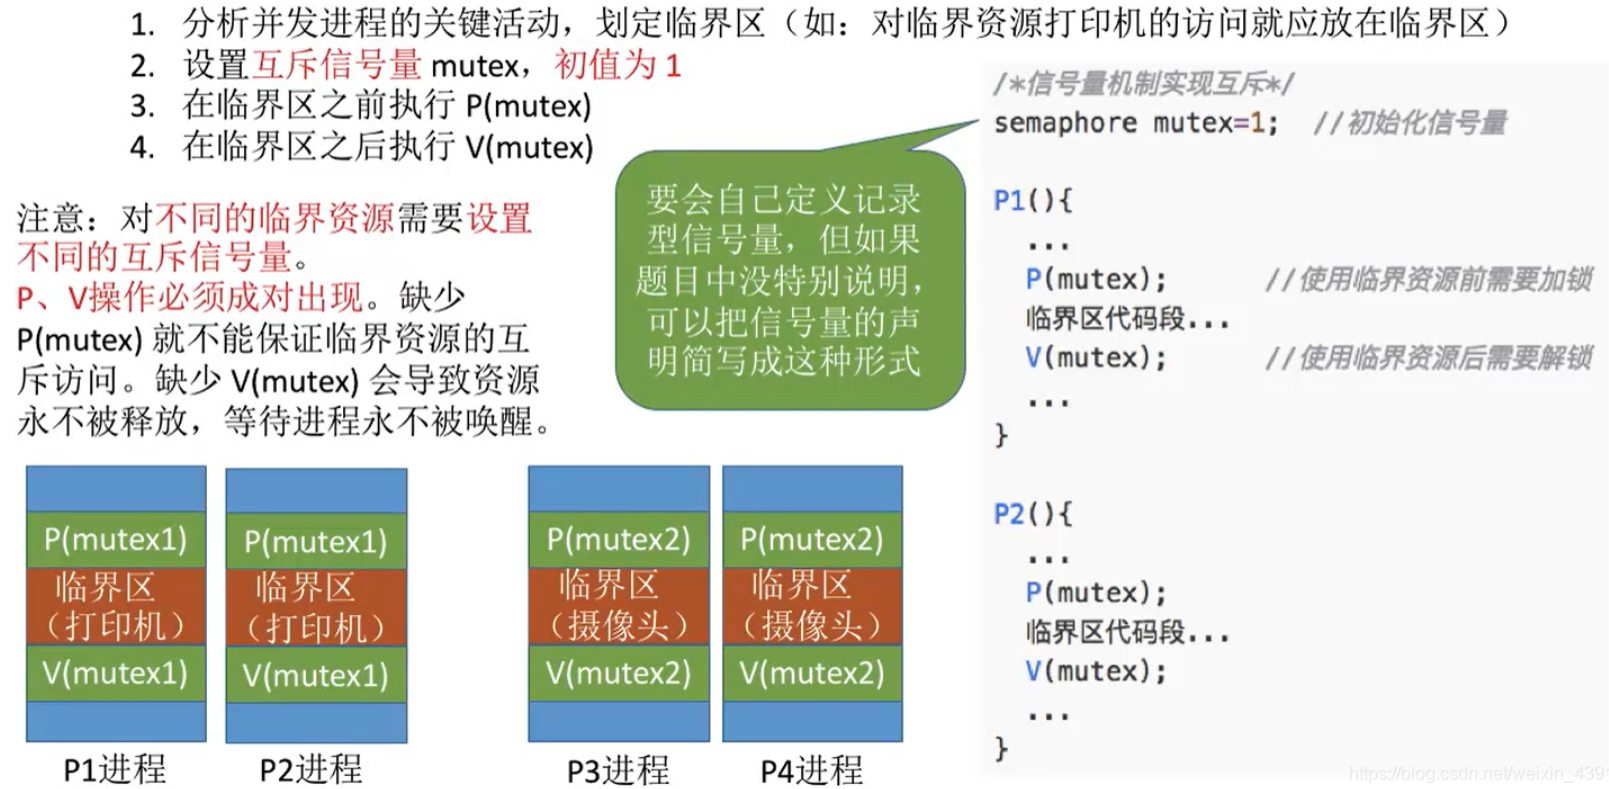 1. 分析并发进程的关键活动，划定临界区（如：对临界资源打印机的访问就应放在临界区）
2. 设置互斥信号量 mutex，初值为 1
3. 在临界区之前执行 P(mutex)
4. 在临界区之后执行 V(mutex)
注意：对不同的临界资源需要设置
不同的互斥信号量。
P、V操作必须成对出现。缺少
P(mutex) 就不能保证临界资源的互
斥访问。缺少 V(mutex) 会导致资源
永不被释放，等待进程永不被唤醒。
要会自己定义记录
型信号量，但如果
题目中没特别说明，
可以把信号量的声
明简写成这种形式
/*信号量机制实现互斥*/
semaphore mutex=1; //初始化信号量
P1(){
...
P(mutex); //使用临界资源前需要加锁
临界区代码段...
V(mutex); //使用临界资源后需要解锁
...
}
P2(){
...
P(mutex);
临界区代码段...
V(mutex);
...
}
P(mutex1)
临界区
（打印机）
V(mutex1)
P1进程
P(mutex1)
临界区
（打印机）
V(mutex1)
P2进程
P(mutex2)
临界区
（摄像头）
V(mutex2)
P3进程
P(mutex2)
临界区
（摄像头）
V(mutex2)
P4进程
https://blog.csdn.net/weixin_439